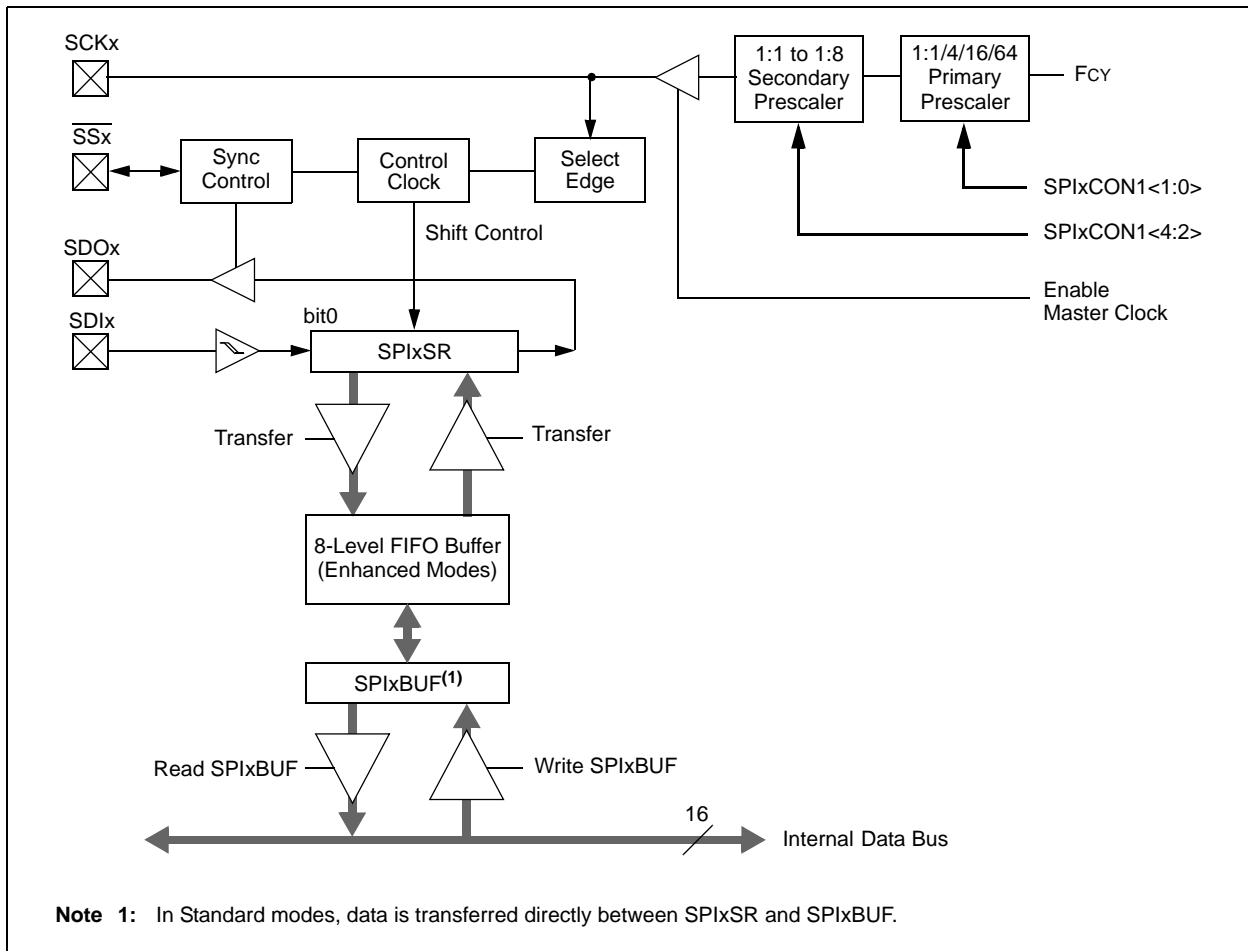 SCKx
1:1 to 1:8
Secondary
Prescaler
1:1/4/16/64
Primary
Prescaler
FCY
SSx
Sync
Control
Control
Clock
Select
Edge
SPIxCON1<1:0>
SPIxCON1<4:2>
Shift Control
SDOx
Enable
Master Clock
SDIx
bit0
SPIxSR
Transfer
Transfer
8-Level FIFO Buffer
(Enhanced Modes)
SPIxBUF(1)
Read SPIxBUF
Write SPIxBUF
16
Internal Data Bus
Note 1: In Standard modes, data is transferred directly between SPIxSR and SPIxBUF.